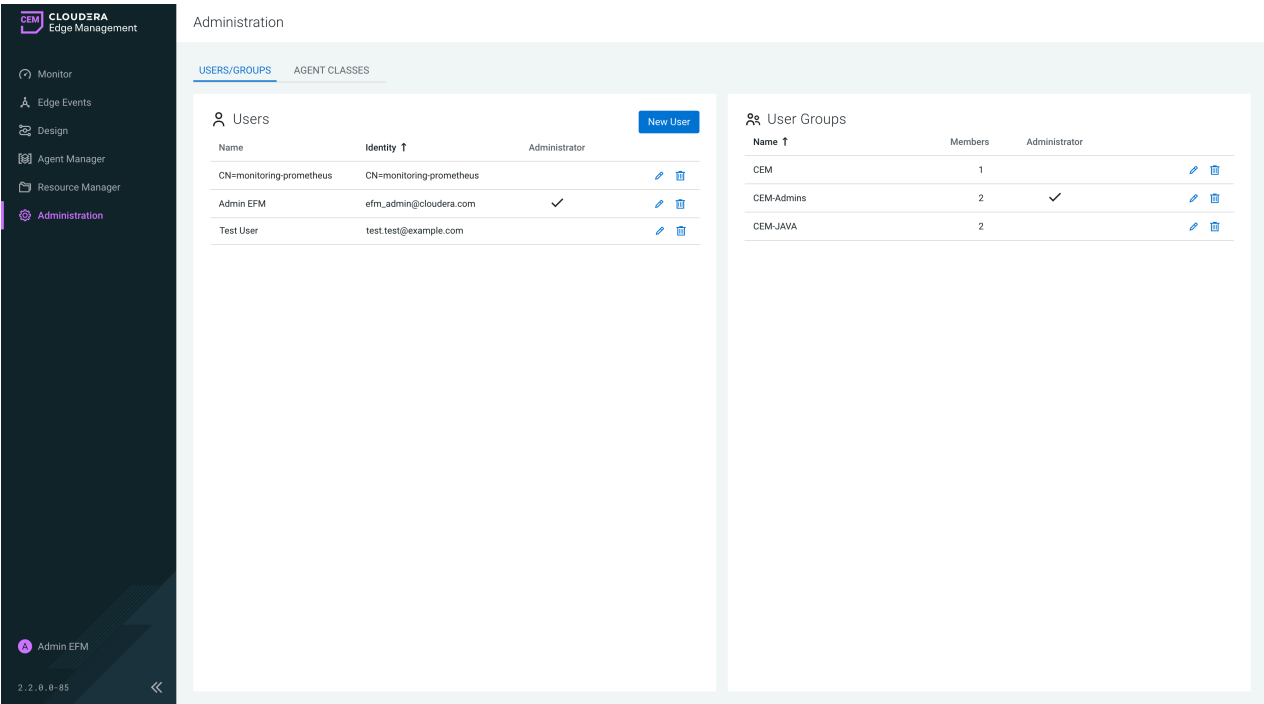 CEM CLOUDERA
Edge Management
Monitor
Edge Events
Design
Agent Manager
Resource Manager
Administration
A Admin EFM
2.2.0.0-85
Administration
USERS/GROUPS AGENT CLASSES
Users
New User
Name Identity ↑ Administrator
CN=monitoring-prometheus CN=monitoring-prometheus
Admin EFM efm_admin@cloudera.com
Test User test.test@example.com
User Groups
Name ↑ Members Administrator
CEM 1
CEM-Admins 2
CEM-JAVA 2